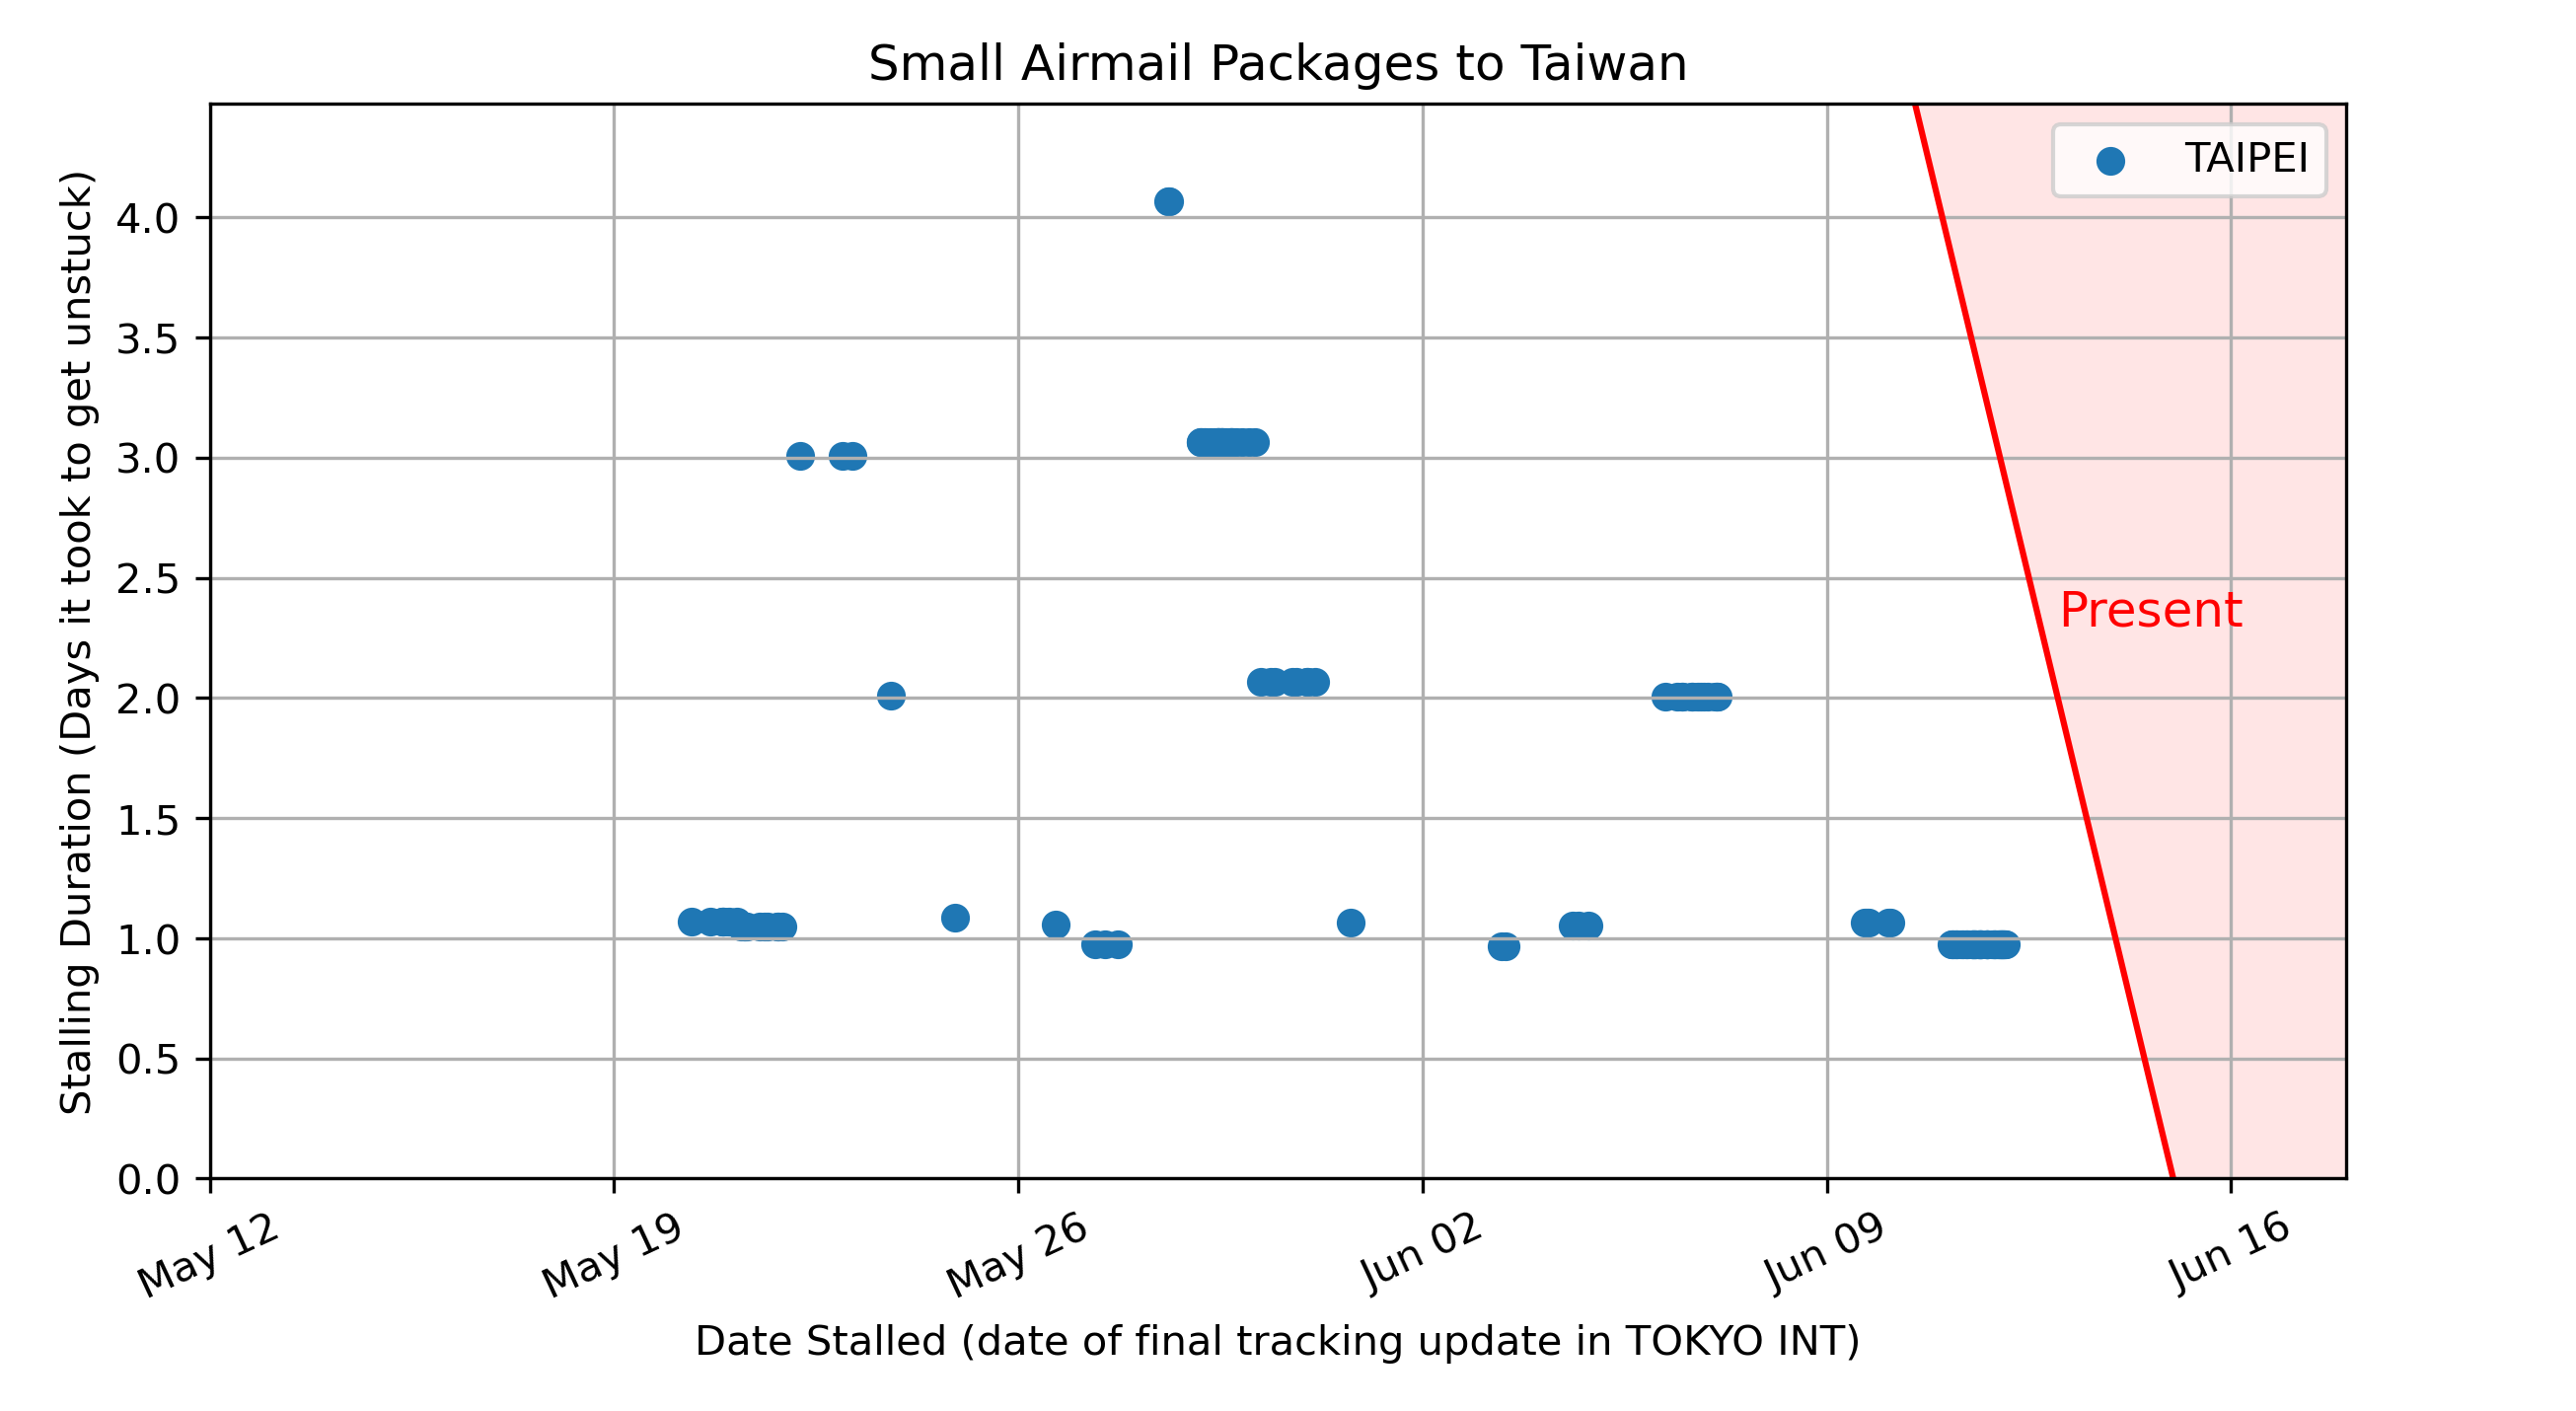 Small Airmail Packages to Taiwan
TAIPEI
Present
Stalling Duration (Days it took to get unstuck)
4.0
3.5
3.0
2.5
2.0
1.5
1.0
0.5
0.0
May 12
May 19
May 26
Jun 02
Jun 09
Jun 16
Date Stalled (date of final tracking update in TOKYO INT)